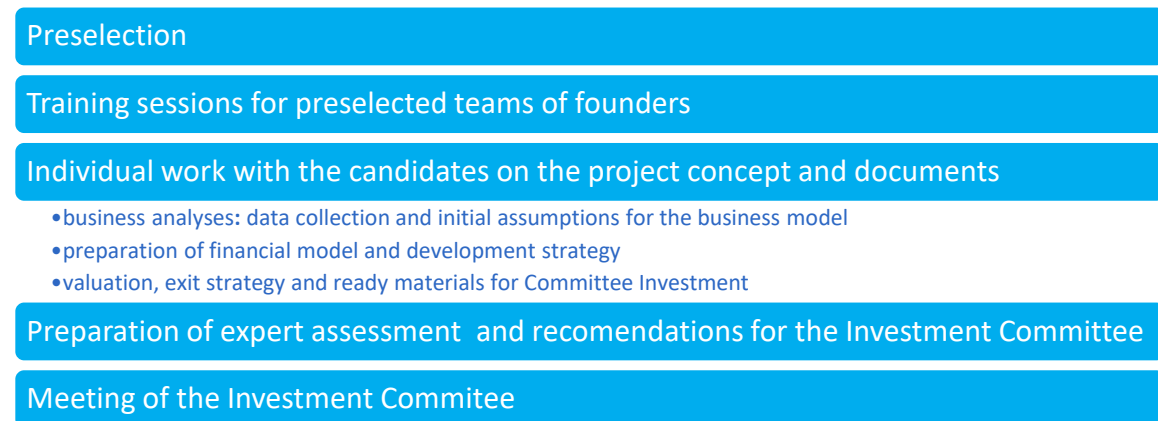 Preselection
Training sessions for preselected teams of founders
Individual work with the candidates on the project concept and documents
•business analyses: data collection and initial assumptions for the business model
•preparation of financial model and development strategy
•valuation, exit strategy and ready materials for Committee Investment
Preparation of expert assessment  and recomendations for the Investment Committee
Meeting of the Investment Commitee